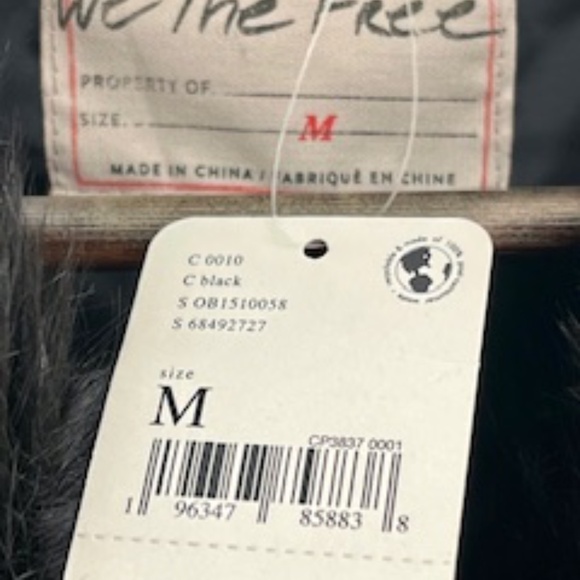 We The Free
PROPERTY OF.
SIZE. M
MADE IN CHINA / FABRIQUÉ EN CHINE
C 0010
C black
S OB1510058
S 68492727
size
M
CP3837 0001
1 96347 85883 8